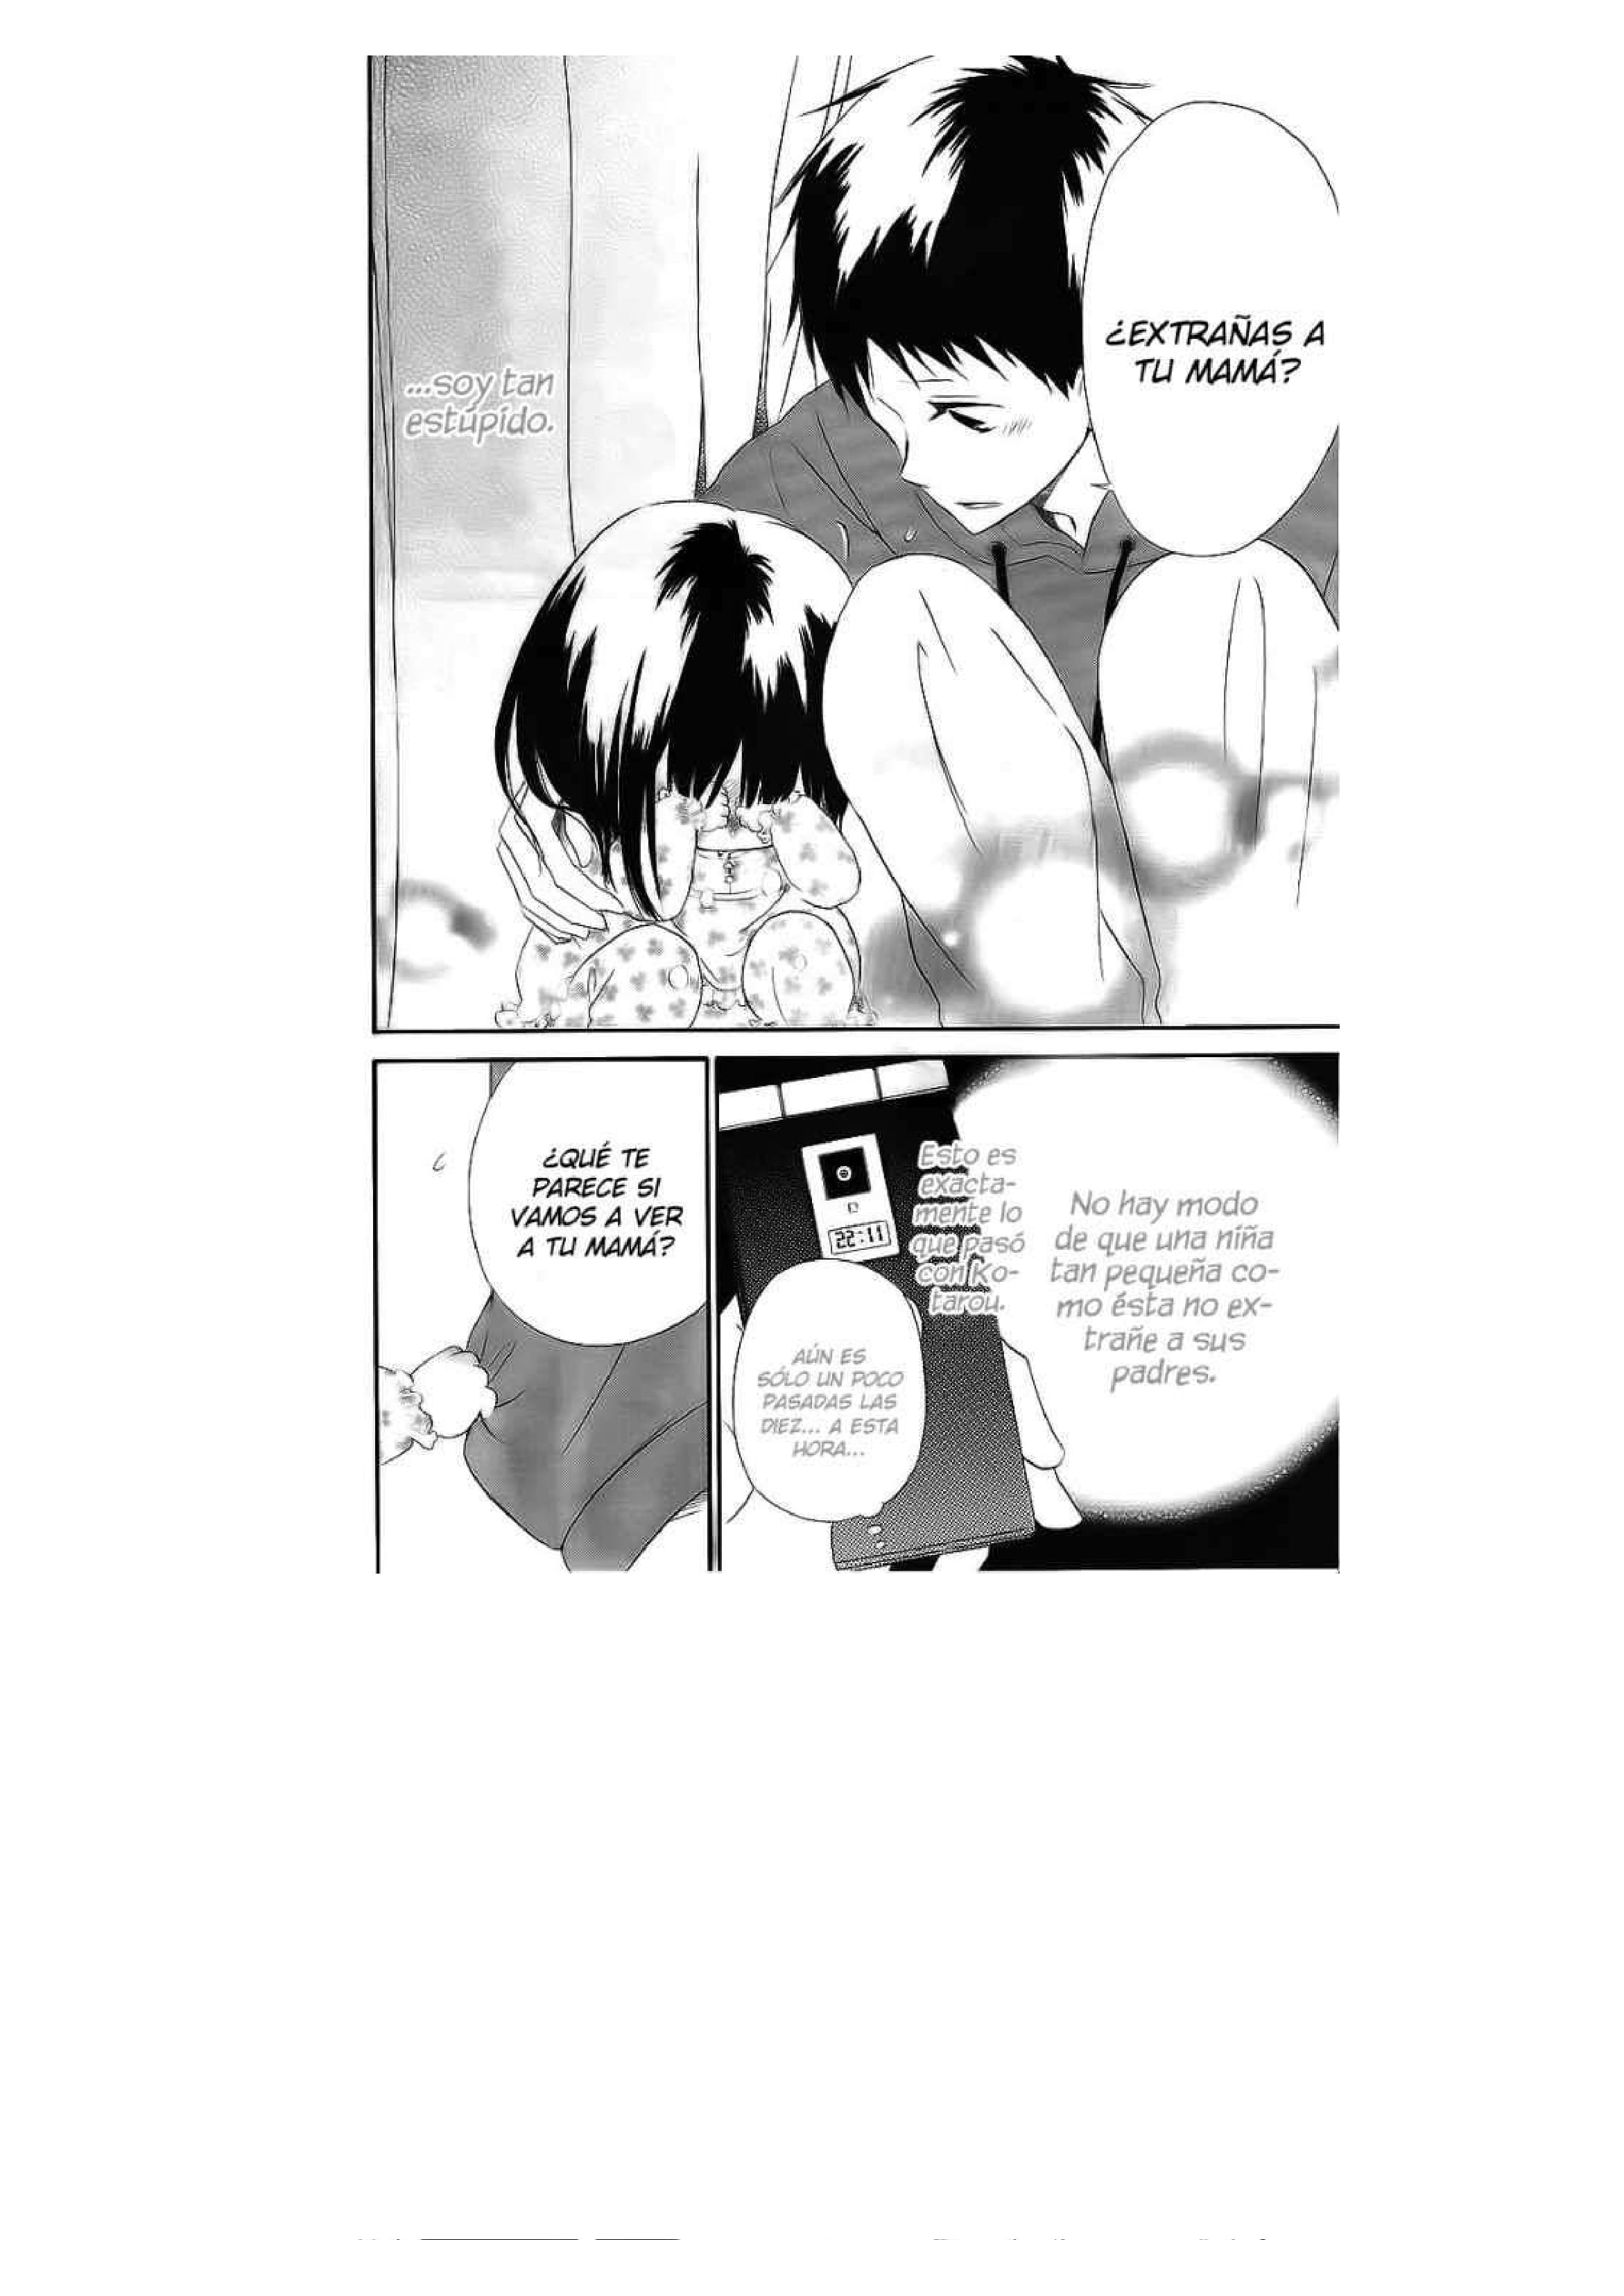 ¿EXTRAÑAS A
TU MAMÁ?
...soy tan
estúpido.
No hay modo
de que una niña
tan pequeña co-
mo ésta no ex-
trañe a sus
padres.
Esto es
exacta-
mente lo
que pasó
con Ko-
tarou.
22:11
AÚN ES
SÓLO UN POCO
PASADAS LAS
DIEZ... A ESTA
HORA...
¿QUÉ TE
PARECE SI
VAMOS A VER
A TU MAMÁ?